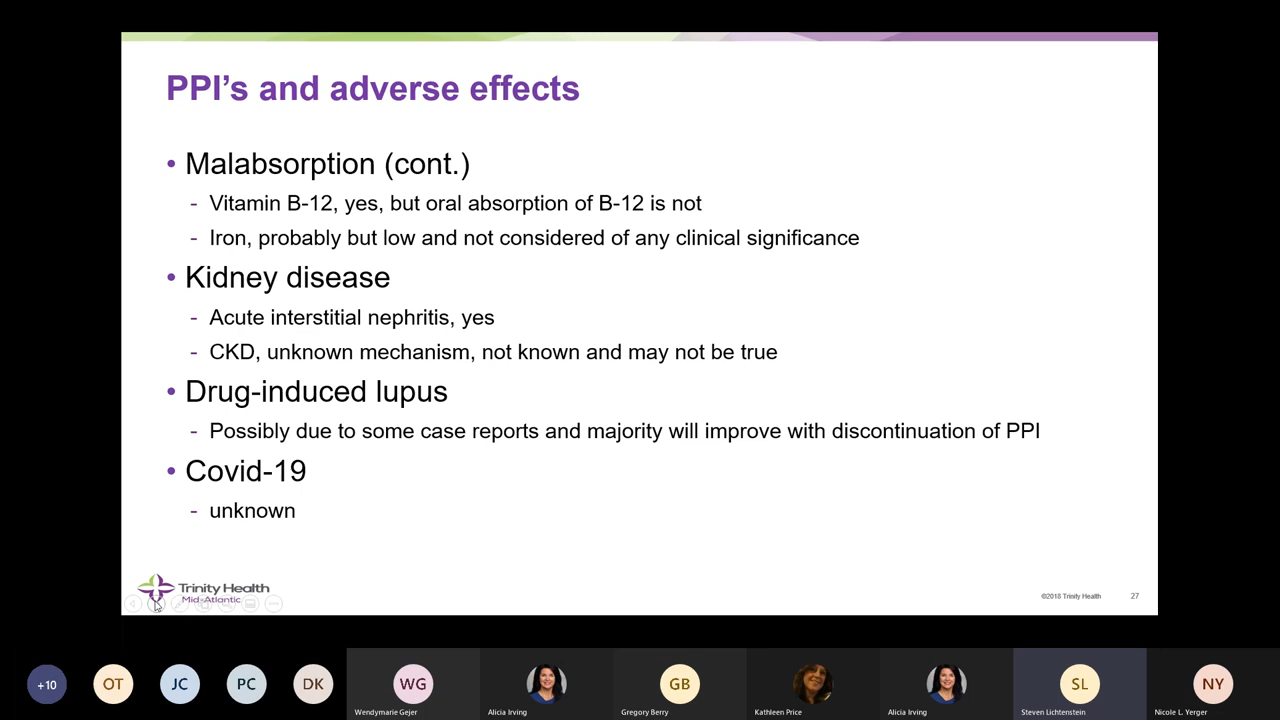 PPI’s and adverse effects
• Malabsorption (cont.)
- Vitamin B-12, yes, but oral absorption of B-12 is not
- Iron, probably but low and not considered of any clinical significance
• Kidney disease
- Acute interstitial nephritis, yes
- CKD, unknown mechanism, not known and may not be true
• Drug-induced lupus
- Possibly due to some case reports and majority will improve with discontinuation of PPI
• Covid-19
- unknown
Trinity Health
Mid-Atlantic
©2018 Trinity Health
27
+10
OT
JC
PC
DK
WG
GB
SL
NY
Wendymarie Gejer
Alicia Irving
Gregory Berry
Kathleen Price
Alicia Irving
Steven Lichtenstein
Nicole L. Yerger